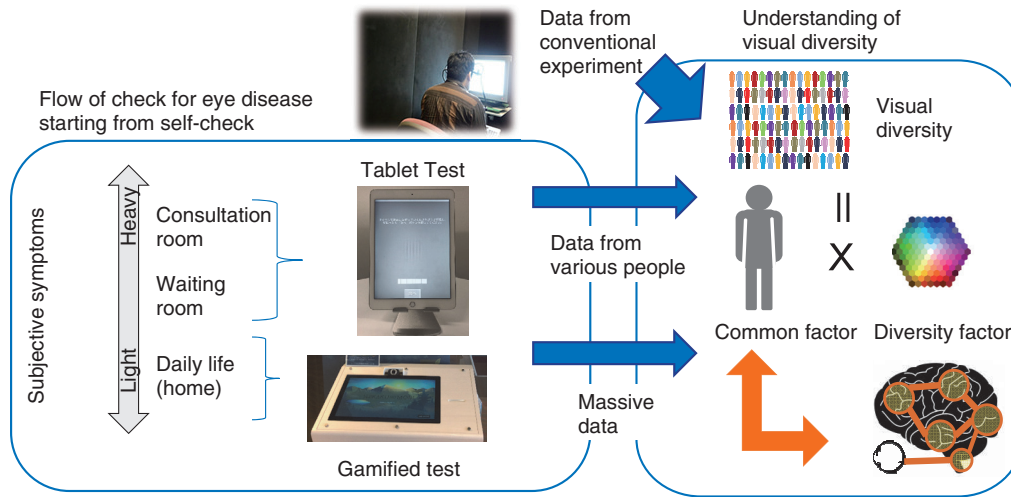 Data from
conventional
experiment
Understanding of
visual diversity
Flow of check for eye disease
starting from self-check
Visual
diversity
Subjective symptoms
Heavy
Light
Consultation
room
Waiting
room
Daily life
(home)
Tablet Test
Gamified test
Data from
various people
Massive
data
=
X
Common factor
Diversity factor